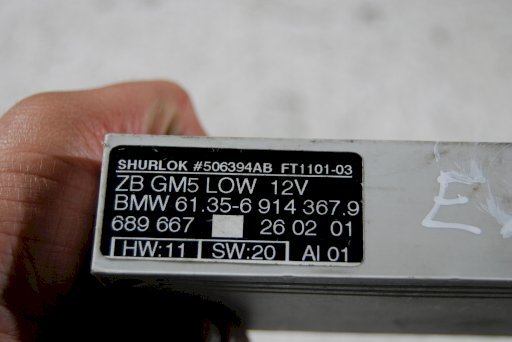 SHURLOK #506394AB FT1101-03
ZB GM5 LOW 12V
BMW 61.35-6 914 367.9
689 667 26 02 01
HW:11 SW:20 AI 01